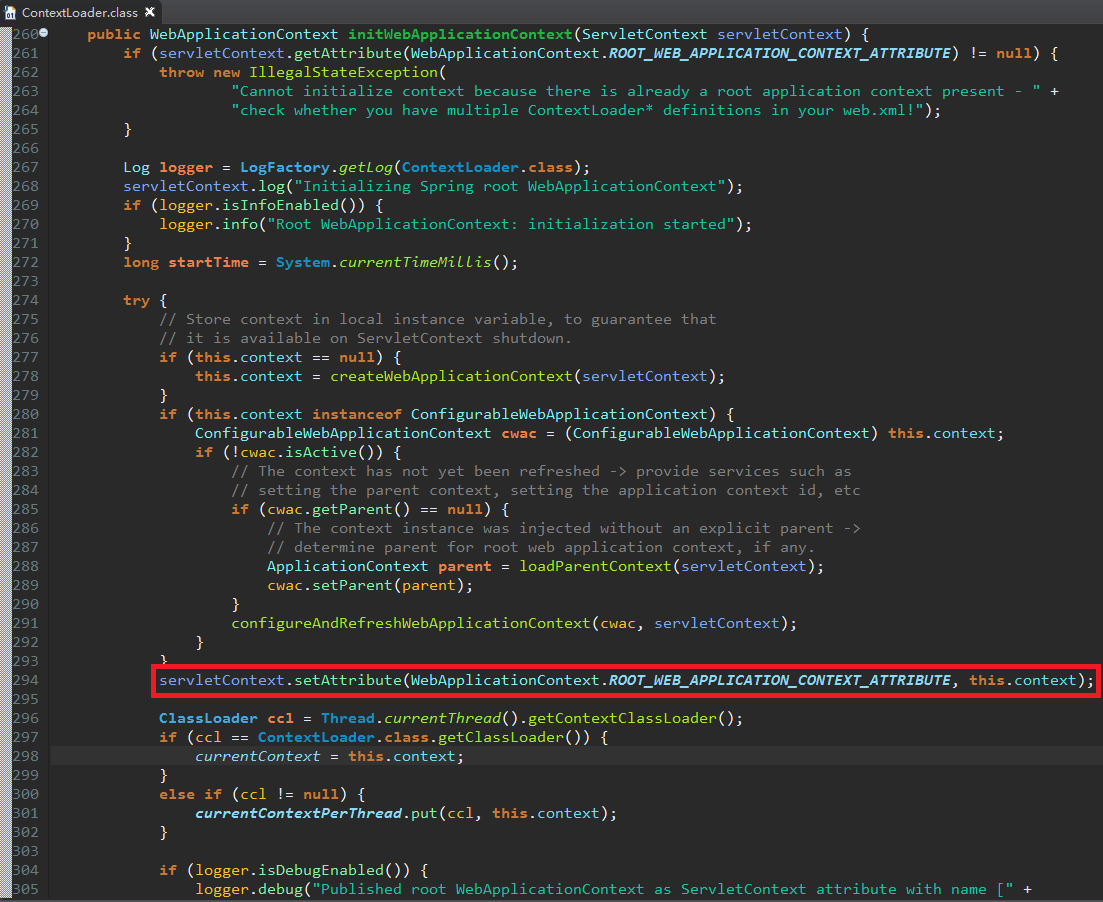 ContextLoader.class
260 public WebApplicationContext initWebApplicationContext(ServletContext servletContext) {
261 if (servletContext.getAttribute(WebApplicationContext.ROOT_WEB_APPLICATION_CONTEXT_ATTRIBUTE) != null) {
262 throw new IllegalStateException(
263 "Cannot initialize context because there is already a root application context present - " +
264 "check whether you have multiple ContextLoader* definitions in your web.xml!");
265 }
266
267 Log logger = LogFactory.getLog(ContextLoader.class);
268 servletContext.log("Initializing Spring root WebApplicationContext");
269 if (logger.isInfoEnabled()) {
270 logger.info("Root WebApplicationContext: initialization started");
271 }
272 long startTime = System.currentTimeMillis();
273
274 try {
275 // Store context in local instance variable, to guarantee that
276 // it is available on ServletContext shutdown.
277 if (this.context == null) {
278 this.context = createWebApplicationContext(servletContext);
279 }
280 if (this.context instanceof ConfigurableWebApplicationContext) {
281 ConfigurableWebApplicationContext cwac = (ConfigurableWebApplicationContext) this.context;
282 if (!cwac.isActive()) {
283 // The context has not yet been refreshed -> provide services such as
284 // setting the parent context, setting the application context id, etc
285 if (cwac.getParent() == null) {
286 // The context instance was injected without an explicit parent ->
287 // determine parent for root web application context, if any.
288 ApplicationContext parent = loadParentContext(servletContext);
289 cwac.setParent(parent);
290 }
291 configureAndRefreshWebApplicationContext(cwac, servletContext);
292 }
293 }
294 servletContext.setAttribute(WebApplicationContext.ROOT_WEB_APPLICATION_CONTEXT_ATTRIBUTE, this.context);
295
296 ClassLoader ccl = Thread.currentThread().getContextClassLoader();
297 if (ccl == ContextLoader.class.getClassLoader()) {
298 currentContext = this.context;
299 }
300 else if (ccl != null) {
301 currentContextPerThread.put(ccl, this.context);
302 }
303
304 if (logger.isDebugEnabled()) {
305 logger.debug("Published root WebApplicationContext as ServletContext attribute with name [" +